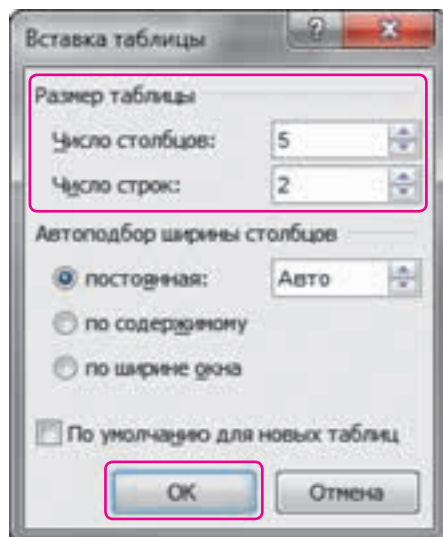 Вставка таблицы
Размер таблицы
Число столбцов: 5
Число строк: 2
Автоподбор ширины столбцов
постоянная: Авто
по содержимому
по ширине окна
По умолчанию для новых таблиц
ОК Отмена